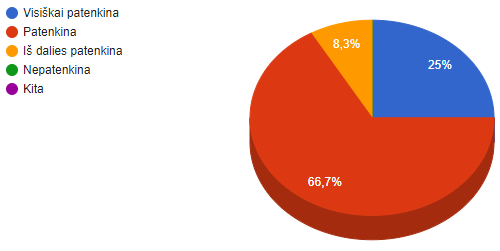 Visiškai patenkina
Patenkina
Iš dalies patenkina
Nepatenkina
Kita
8,3%
25%
66,7%